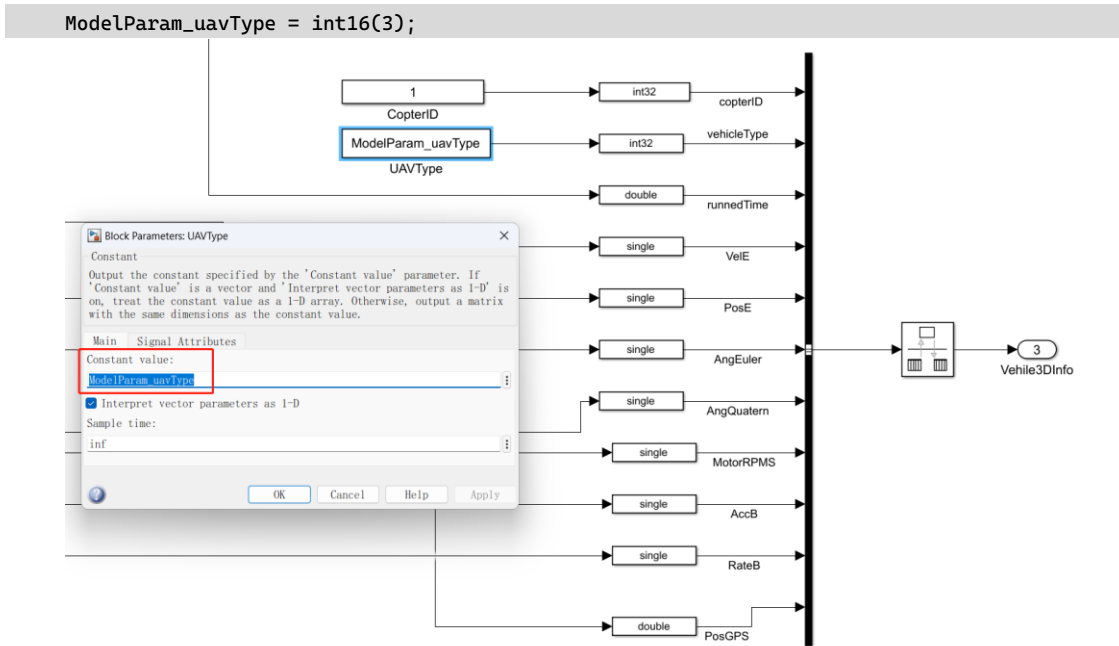 ModelParam_uavType = int16(3);
1
CopterID
int32
copterID
ModelParam_uavType
UAVType
int32
vehicleType
double
runnedTime
single
VelE
single
PosE
single
AngEuler
single
AngQuatern
single
MotorRPMS
single
AccB
single
RateB
double
PosGPS
3
Vehile3DInfo
Block Parameters: UAVType
Constant
Output the constant specified by the 'Constant value' parameter. If
'Constant value' is a vector and 'Interpret vector parameters as 1-D' is
on, treat the constant value as a 1-D array. Otherwise, output a matrix
with the same dimensions as the constant value.
Main Signal Attributes
Constant value:
ModelParam_uavType
Interpret vector parameters as 1-D
Sample time:
inf
OK Cancel Help Apply